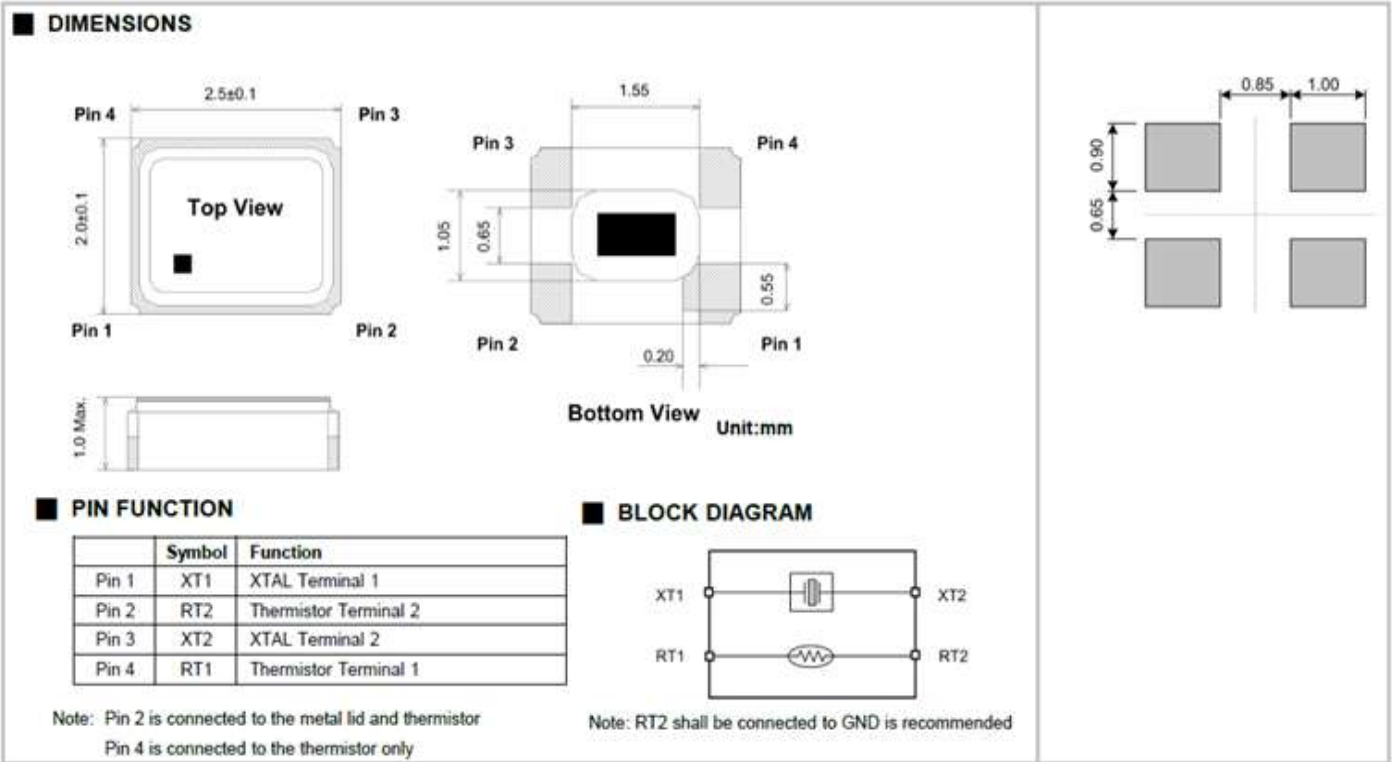 DIMENSIONS
2.5±0.1
Pin 4
Pin 3
2.0±0.1
Top View
Pin 1
Pin 2
1.0 Max.
1.55
Pin 3
Pin 4
1.05
0.65
0.55
Pin 2
Pin 1
0.20
Bottom View
Unit:mm
0.85
1.00
0.90
0.65
PIN FUNCTION
Symbol Function
Pin 1 XT1 XTAL Terminal 1
Pin 2 RT2 Thermistor Terminal 2
Pin 3 XT2 XTAL Terminal 2
Pin 4 RT1 Thermistor Terminal 1
Note: Pin 2 is connected to the metal lid and thermistor
Pin 4 is connected to the thermistor only
BLOCK DIAGRAM
XT1
XT2
RT1
RT2
Note: RT2 shall be connected to GND is recommended